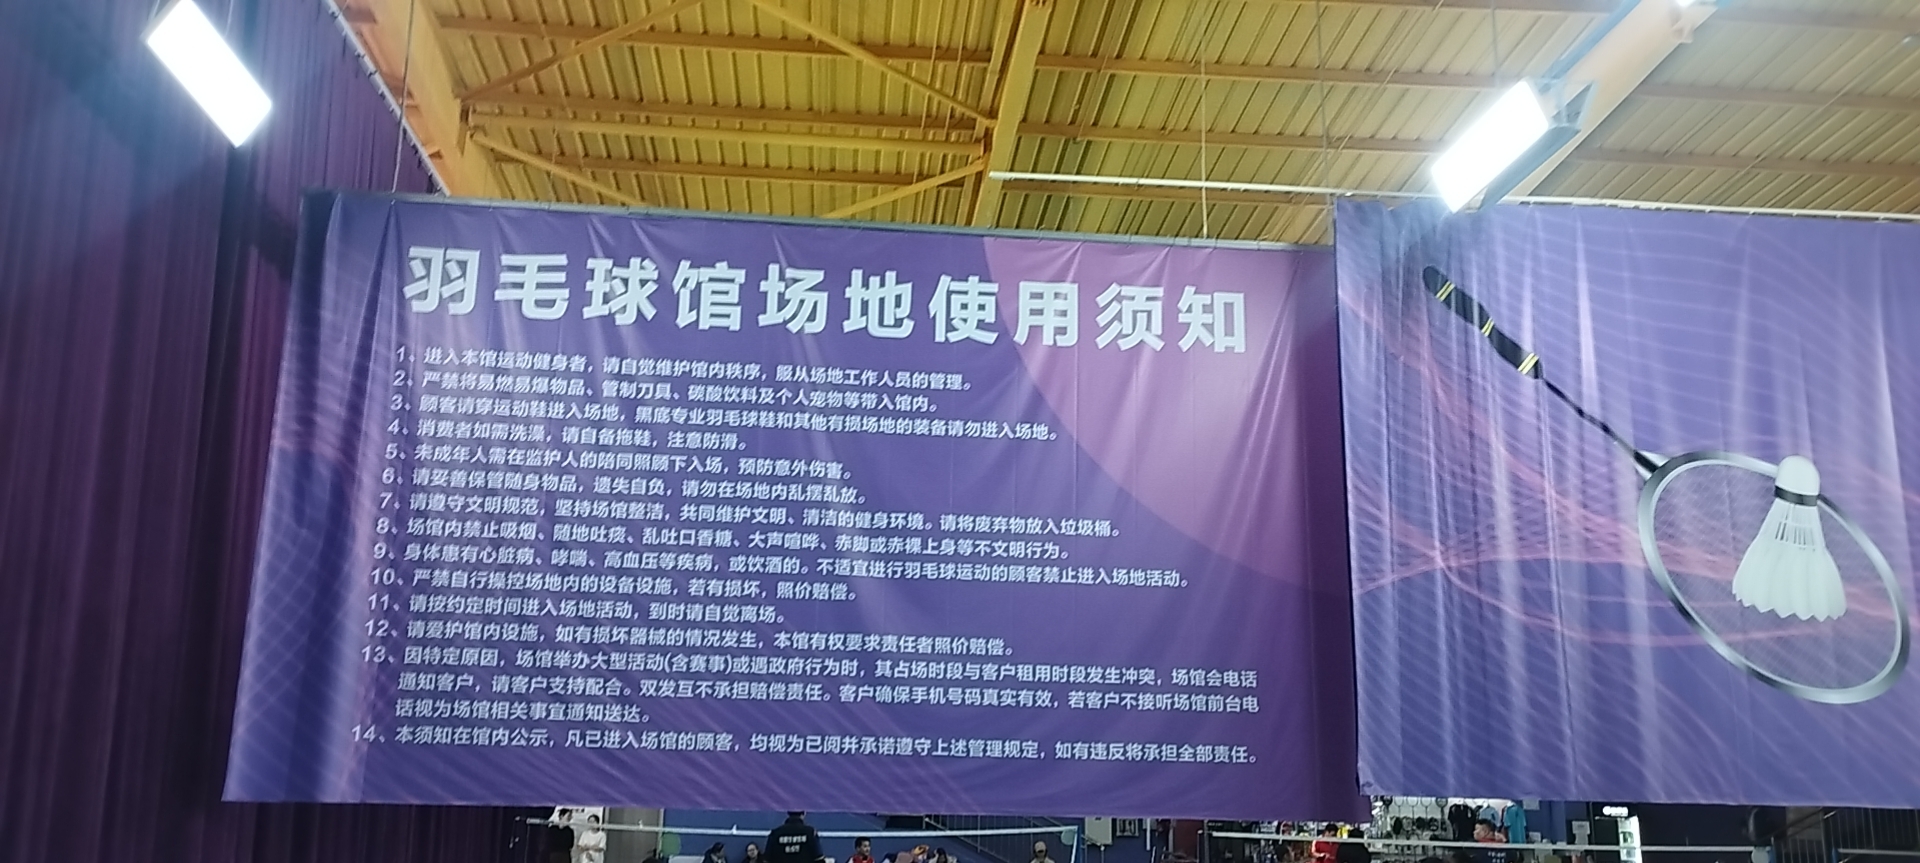 羽毛球馆场地使用须知
1、进入本馆运动健身者，请自觉维护馆内秩序，服从场地工作人员的管理。
2、严禁将易燃易爆物品、管制刀具、碳酸饮料及个人宠物等带入馆内。
3、顾客请穿运动鞋进入场地，黑底专业羽毛球鞋和其他有损场地的装备请勿进入场地。
4、消费者如需洗澡，请自备拖鞋，注意防滑。
5、未成年人需在监护人的陪同照顾下入场，预防意外伤害。
6、请妥善保管随身物品，遗失自负，请勿在场地内乱摆乱放。
7、请遵守文明规范，坚持场馆整洁，共同维护文明、清洁的健身环境。请将废弃物放入垃圾桶。
8、场馆内禁止吸烟、随地吐痰、乱吐口香糖、大声喧哗、赤脚或赤裸上身等不文明行为。
9、身体患有心脏病、哮喘、高血压等疾病，或饮酒的。不适宜进行羽毛球运动的顾客禁止进入场地活动。
10、严禁自行操控场地内的设备设施，若有损坏，照价赔偿。
11、请按约定时间进入场地活动，到时请自觉离场。
12、请爱护馆内设施，如有损坏器械的情况发生，本馆有权要求责任者照价赔偿。
13、因特定原因，场馆举办大型活动(含赛事)或遇政府行为时，其占场时段与客户租用时段发生冲突，场馆会电话
通知客户，请客户支持配合。双发互不承担赔偿责任。客户确保手机号码真实有效，若客户不接听场馆前台电
话视为场馆相关事宜通知送达。
14、本须知在馆内公示，凡已进入场馆的顾客，均视为已阅并承诺遵守上述管理规定，如有违反将承担全部责任。